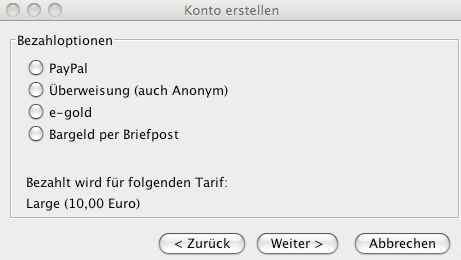 Konto erstellen
Bezahloptionen
PayPal
Überweisung (auch Anonym)
e-gold
Bargeld per Briefpost
Bezahlt wird für folgenden Tarif:
Large (10,00 Euro)
< Zurück Weiter > Abbrechen